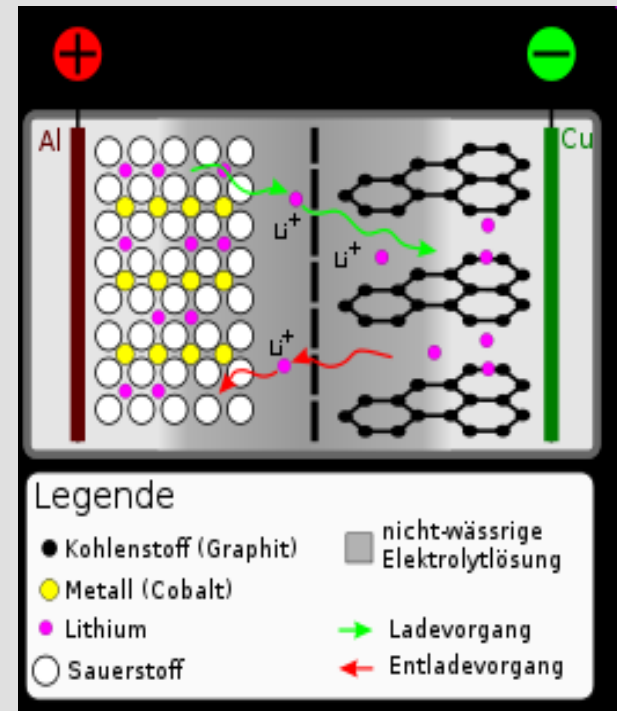 +
−
Al
Cu
Li+
Li+
Li+
Legende
Kohlenstoff (Graphit)
Metall (Cobalt)
Lithium
Sauerstoff
nicht-wässrige
Elektrolytlösung
Ladevorgang
Entladevorgang